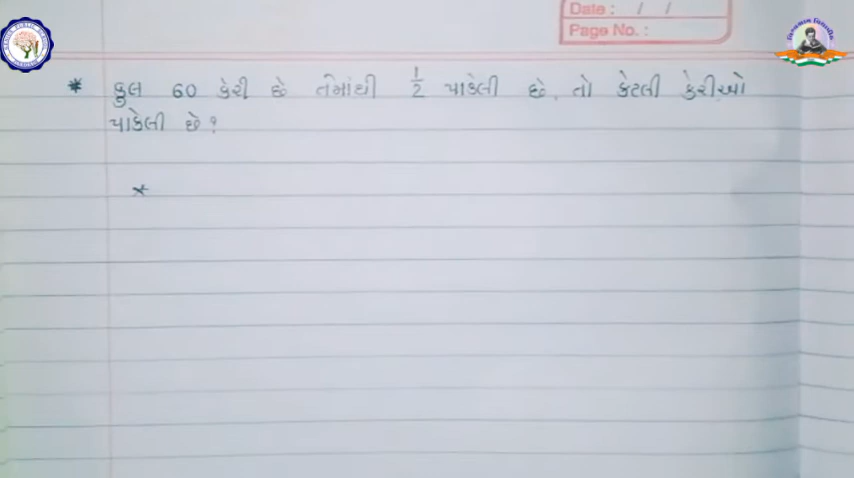 Date : / /
Page No. :
* કુલ 60 કેરી છે તેમાંથી 1/2 પાકેલી છે. તો કેટલી કેરીઓ
પાકેલી છે ?
*